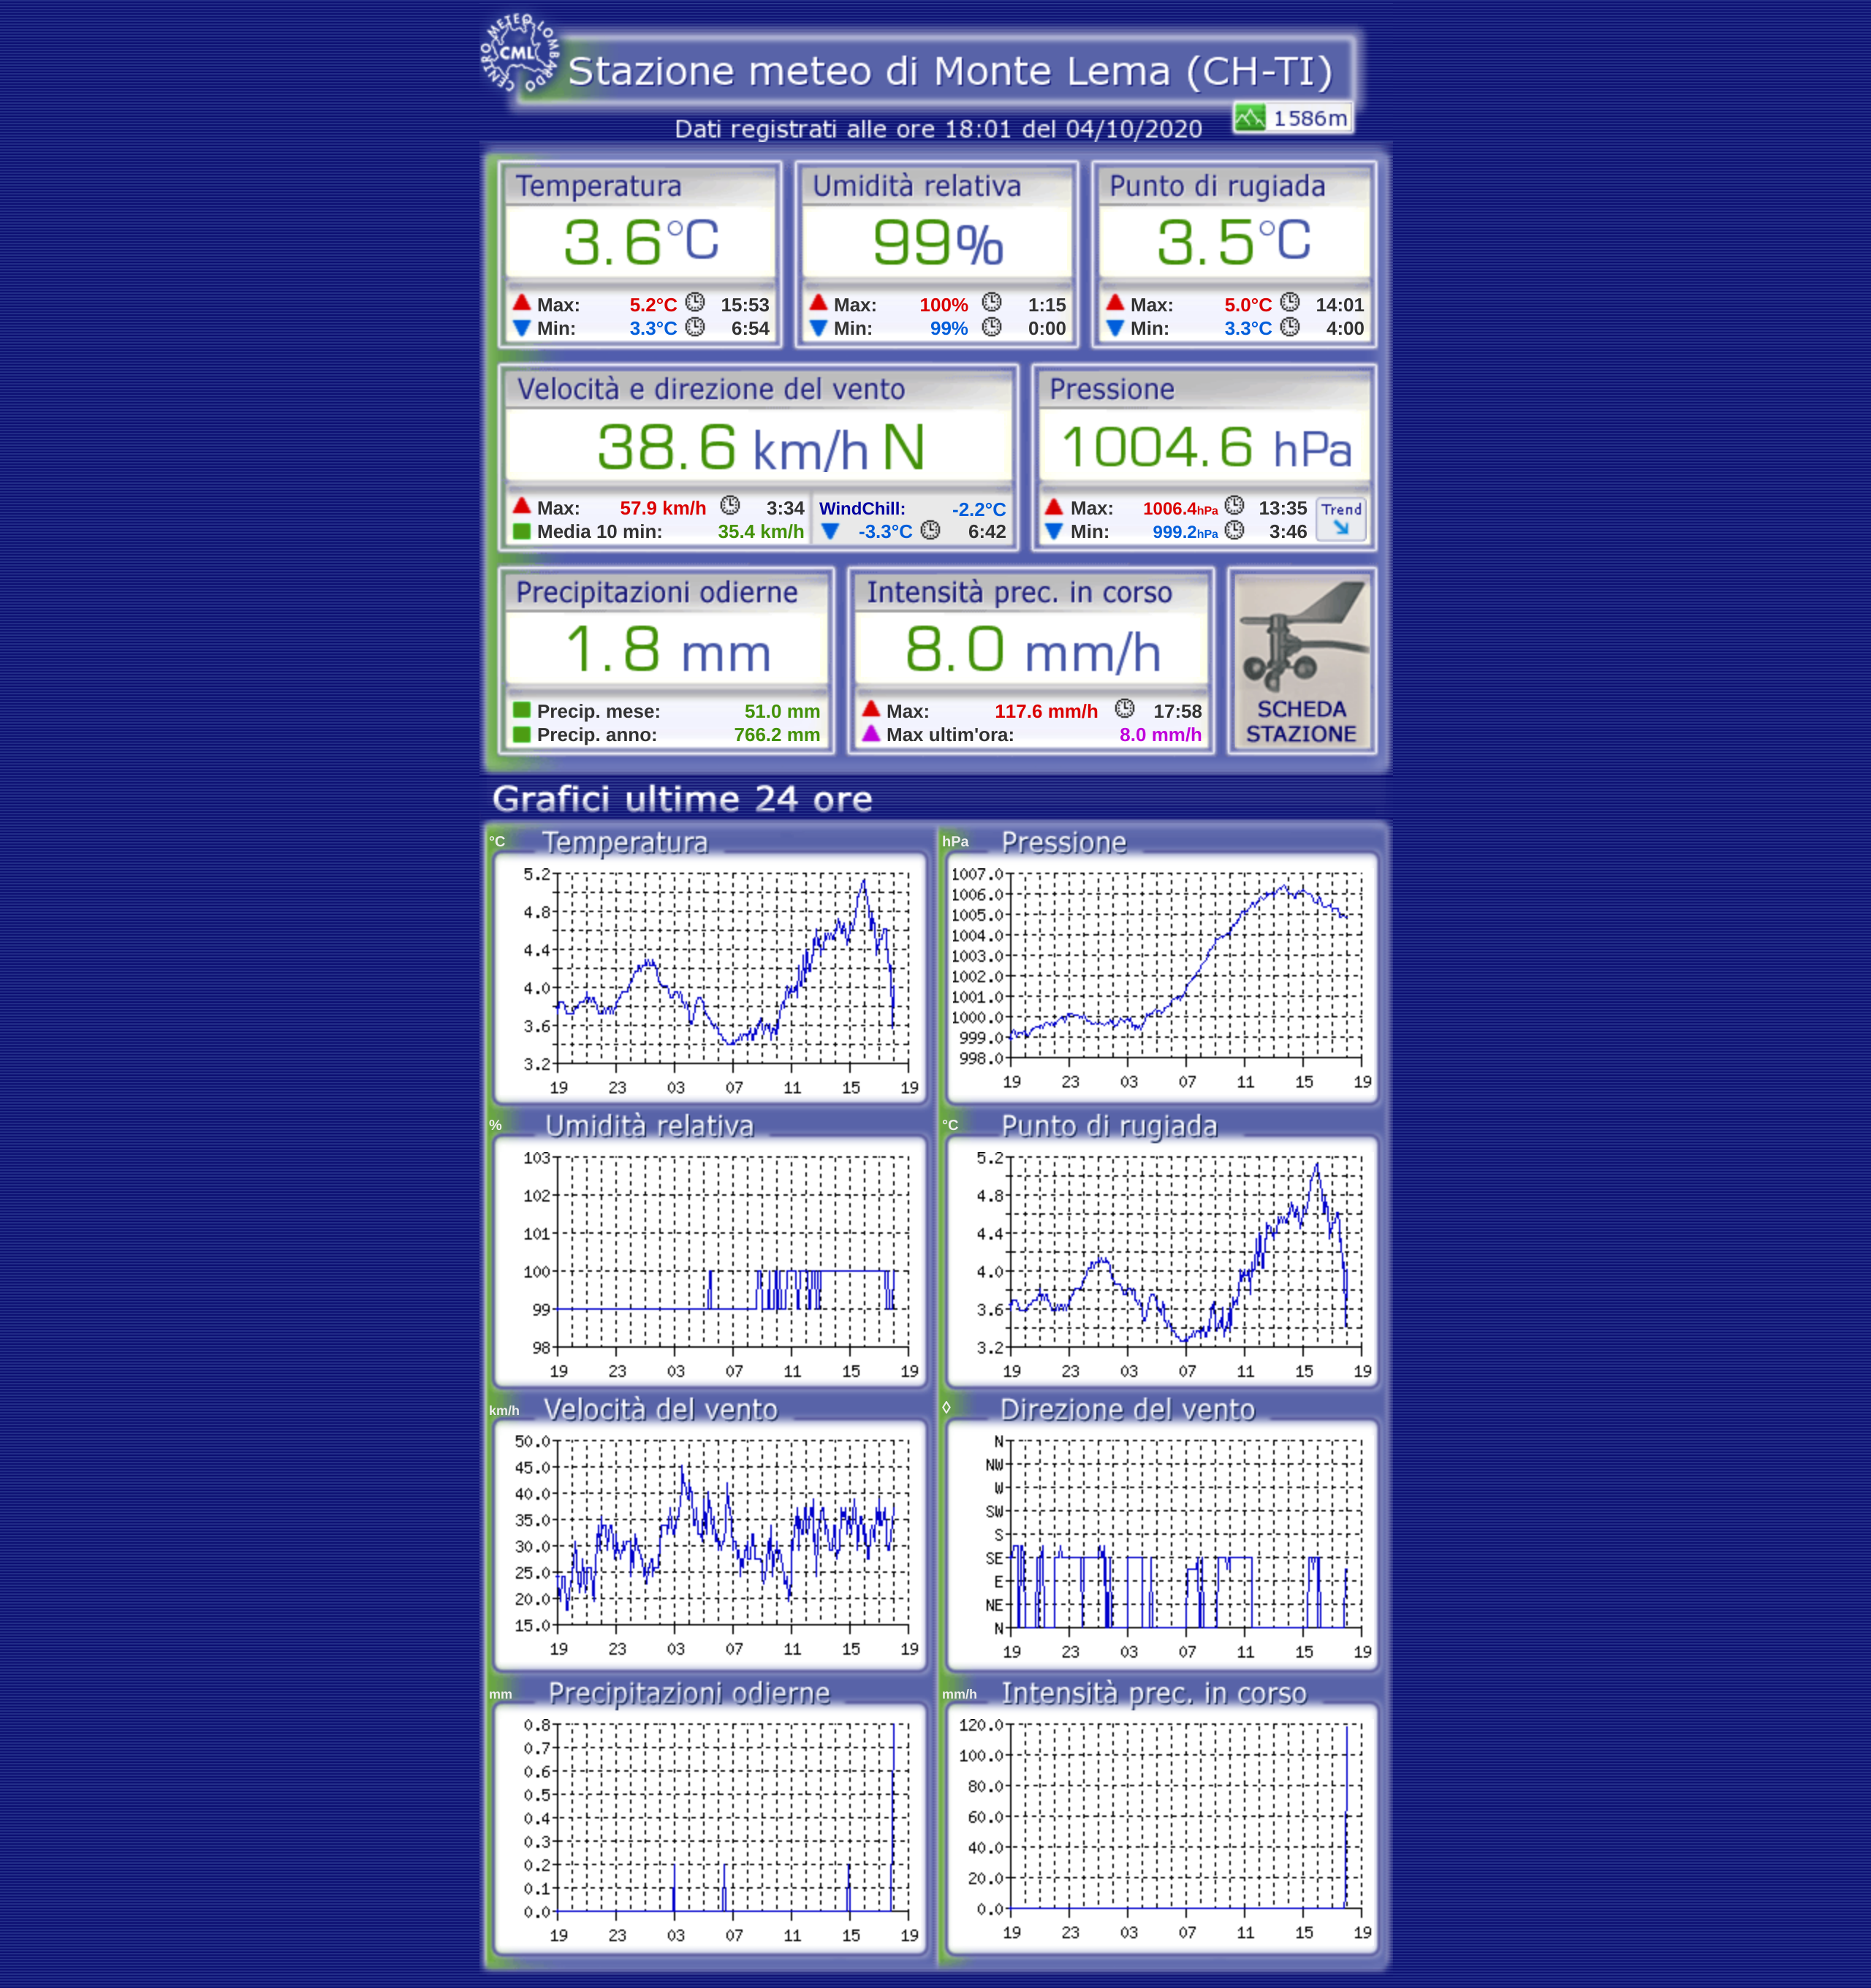 CENTRO METEO LOMBARDO
CML
Stazione meteo di Monte Lema (CH-TI)
1586m
Dati registrati alle ore 18:01 del 04/10/2020
Temperatura
3.6°C
Max: 5.2°C 15:53
Min: 3.3°C 6:54
Umidità relativa
99%
Max: 100% 1:15
Min: 99% 0:00
Punto di rugiada
3.5°C
Max: 5.0°C 14:01
Min: 3.3°C 4:00
Velocità e direzione del vento
38.6 km/h N
Max: 57.9 km/h 3:34
Media 10 min: 35.4 km/h
WindChill: -2.2°C
-3.3°C 6:42
Pressione
1004.6 hPa
Max: 1006.4hPa 13:35
Min: 999.2hPa 3:46
Trend
Precipitazioni odierne
1.8 mm
Precip. mese: 51.0 mm
Precip. anno: 766.2 mm
Intensità prec. in corso
8.0 mm/h
Max: 117.6 mm/h 17:58
Max ultim'ora: 8.0 mm/h
SCHEDA
STAZIONE
Grafici ultime 24 ore
°C Temperatura
5.2
4.8
4.4
4.0
3.6
3.2
19 23 03 07 11 15 19
hPa Pressione
1007.0
1006.0
1005.0
1004.0
1003.0
1002.0
1001.0
1000.0
999.0
998.0
19 23 03 07 11 15 19
% Umidità relativa
103
102
101
100
99
98
19 23 03 07 11 15 19
°C Punto di rugiada
5.2
4.8
4.4
4.0
3.6
3.2
19 23 03 07 11 15 19
km/h Velocità del vento
50.0
45.0
40.0
35.0
30.0
25.0
20.0
15.0
19 23 03 07 11 15 19
◊ Direzione del vento
N
NW
W
SW
S
SE
E
NE
N
19 23 03 07 11 15 19
mm Precipitazioni odierne
0.8
0.7
0.6
0.5
0.4
0.3
0.2
0.1
0.0
19 23 03 07 11 15 19
mm/h Intensità prec. in corso
120.0
100.0
80.0
60.0
40.0
20.0
0.0
19 23 03 07 11 15 19